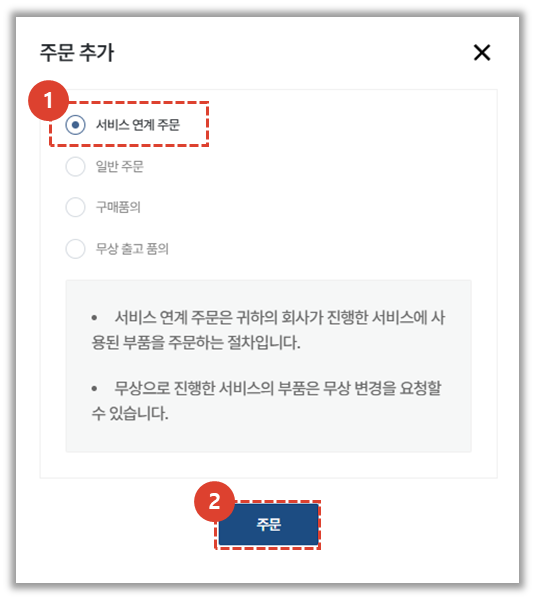 주문 추가
1
서비스 연계 주문
일반 주문
구매품의
무상 출고 품의
• 서비스 연계 주문은 귀하의 회사가 진행한 서비스에 사
용된 부품을 주문하는 절차입니다.
• 무상으로 진행한 서비스의 부품은 무상 변경을 요청할
수 있습니다.
2
주문